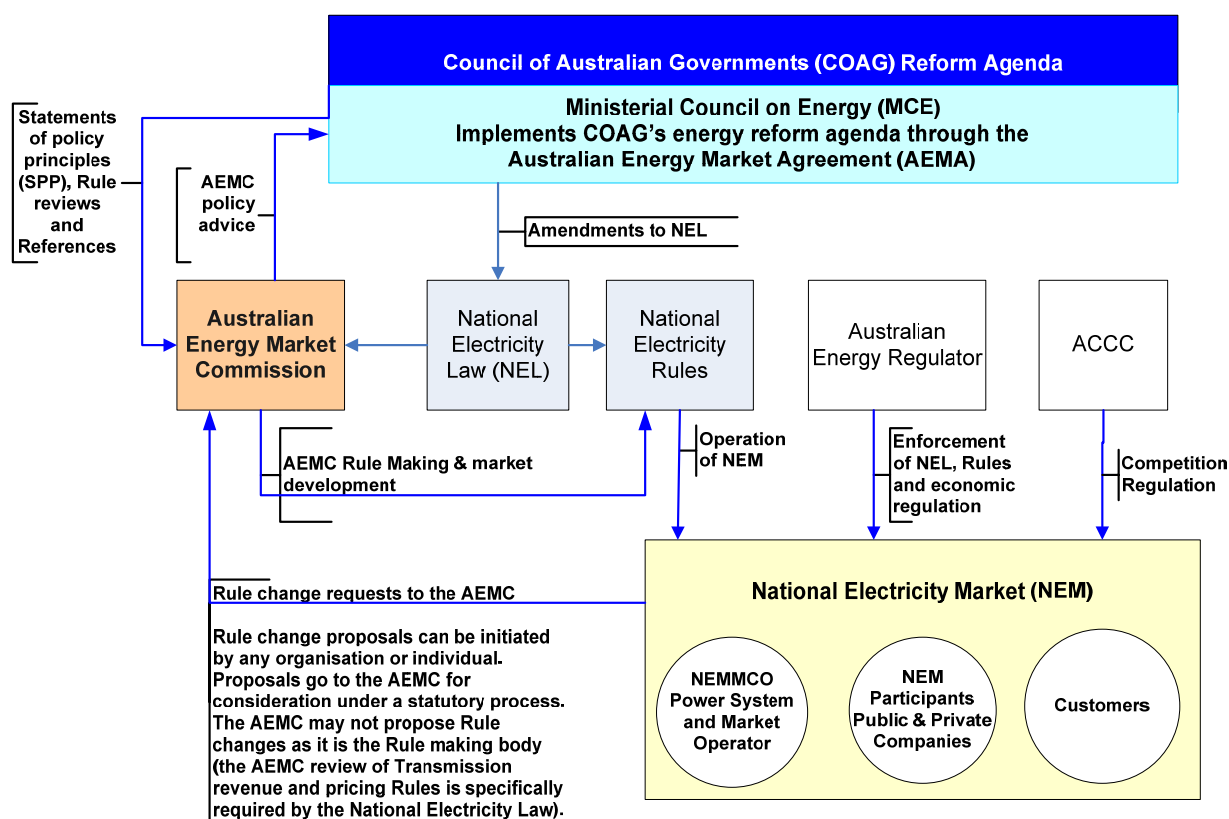 Council of Australian Governments (COAG) Reform Agenda
Ministerial Council on Energy (MCE)
Implements COAG's energy reform agenda through the
Australian Energy Market Agreement (AEMA)
Statements
of policy
principles
(SPP), Rule
reviews
and
References
AEMC
policy
advice
Amendments to NEL
Australian
Energy Market
Commission
National
Electricity
Law (NEL)
National
Electricity
Rules
Australian
Energy Regulator
ACCC
AEMC Rule Making & market
development
Operation
of NEM
Enforcement
of NEL, Rules
and economic
regulation
Competition
Regulation
Rule change requests to the AEMC
Rule change proposals can be initiated
by any organisation or individual.
Proposals go to the AEMC for
consideration under a statutory process.
The AEMC may not propose Rule
changes as it is the Rule making body
(the AEMC review of Transmission
revenue and pricing Rules is specifically
required by the National Electricity Law).
National Electricity Market (NEM)
NEMMCO
Power System
and Market
Operator
NEM
Participants
Public & Private
Companies
Customers